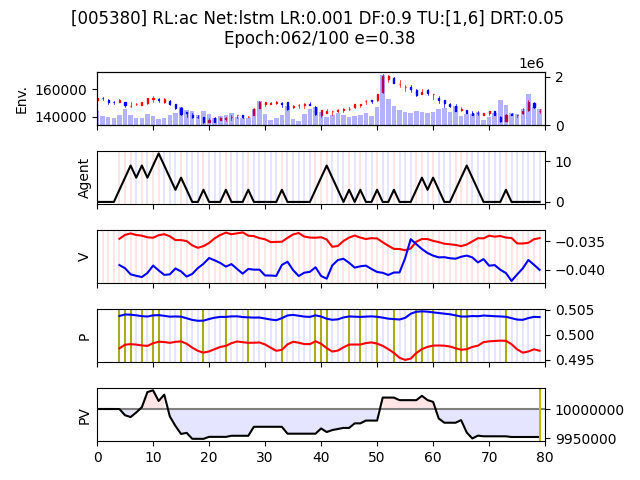 [005380] RL:ac Net:lstm LR:0.001 DF:0.9 TU:[1,6] DRT:0.05
Epoch:062/100 e=0.38
1e6
Env.
160000
140000
2
0
Agent
10
0
V
−0.035
−0.040
P
0.505
0.500
0.495
PV
10000000
9950000
0 10 20 30 40 50 60 70 80